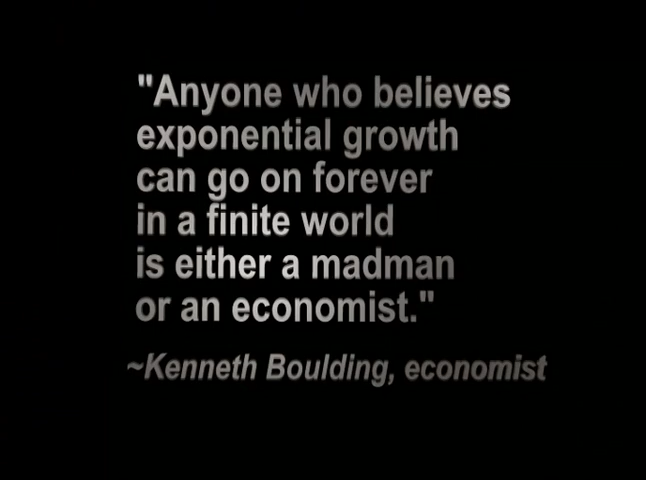 "Anyone who believes
exponential growth
can go on forever
in a finite world
is either a madman
or an economist."
~Kenneth Boulding, economist